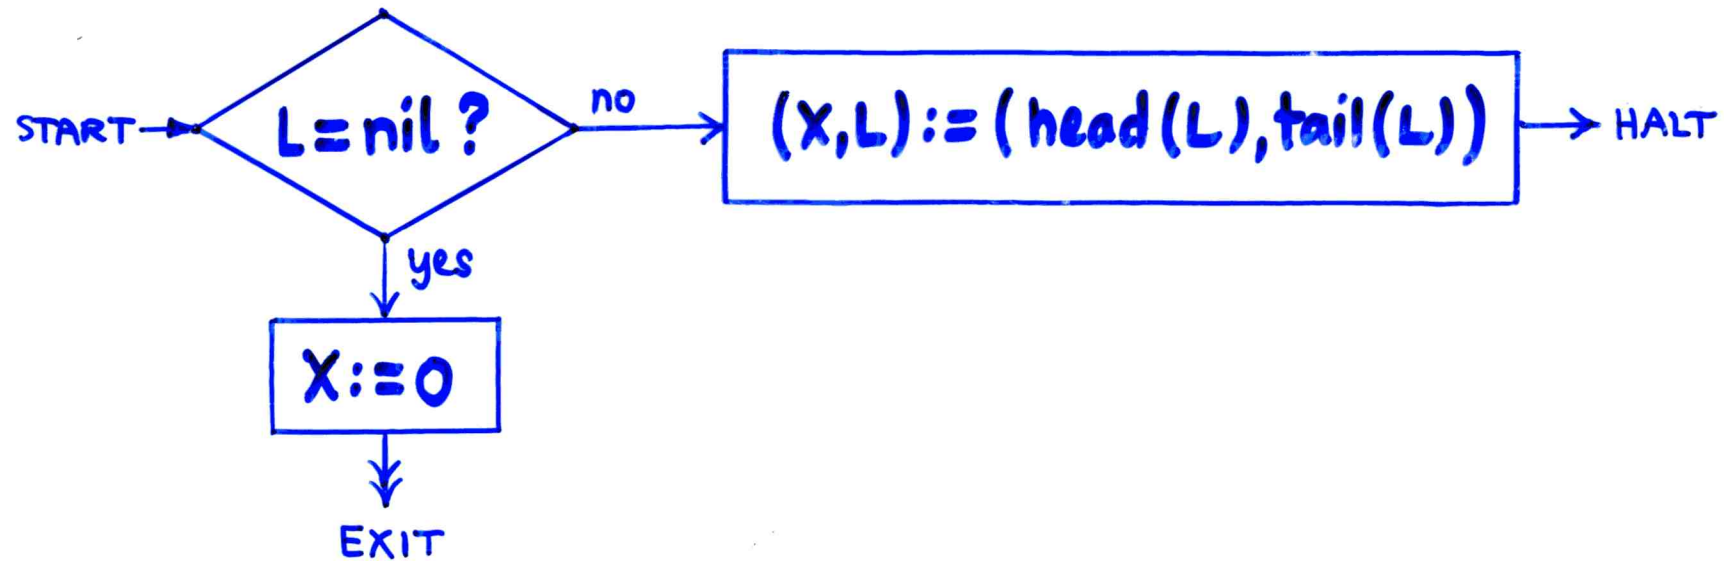 START
L=nil?
no
(X,L):=(head(L),tail(L))
HALT
yes
X:=0
EXIT